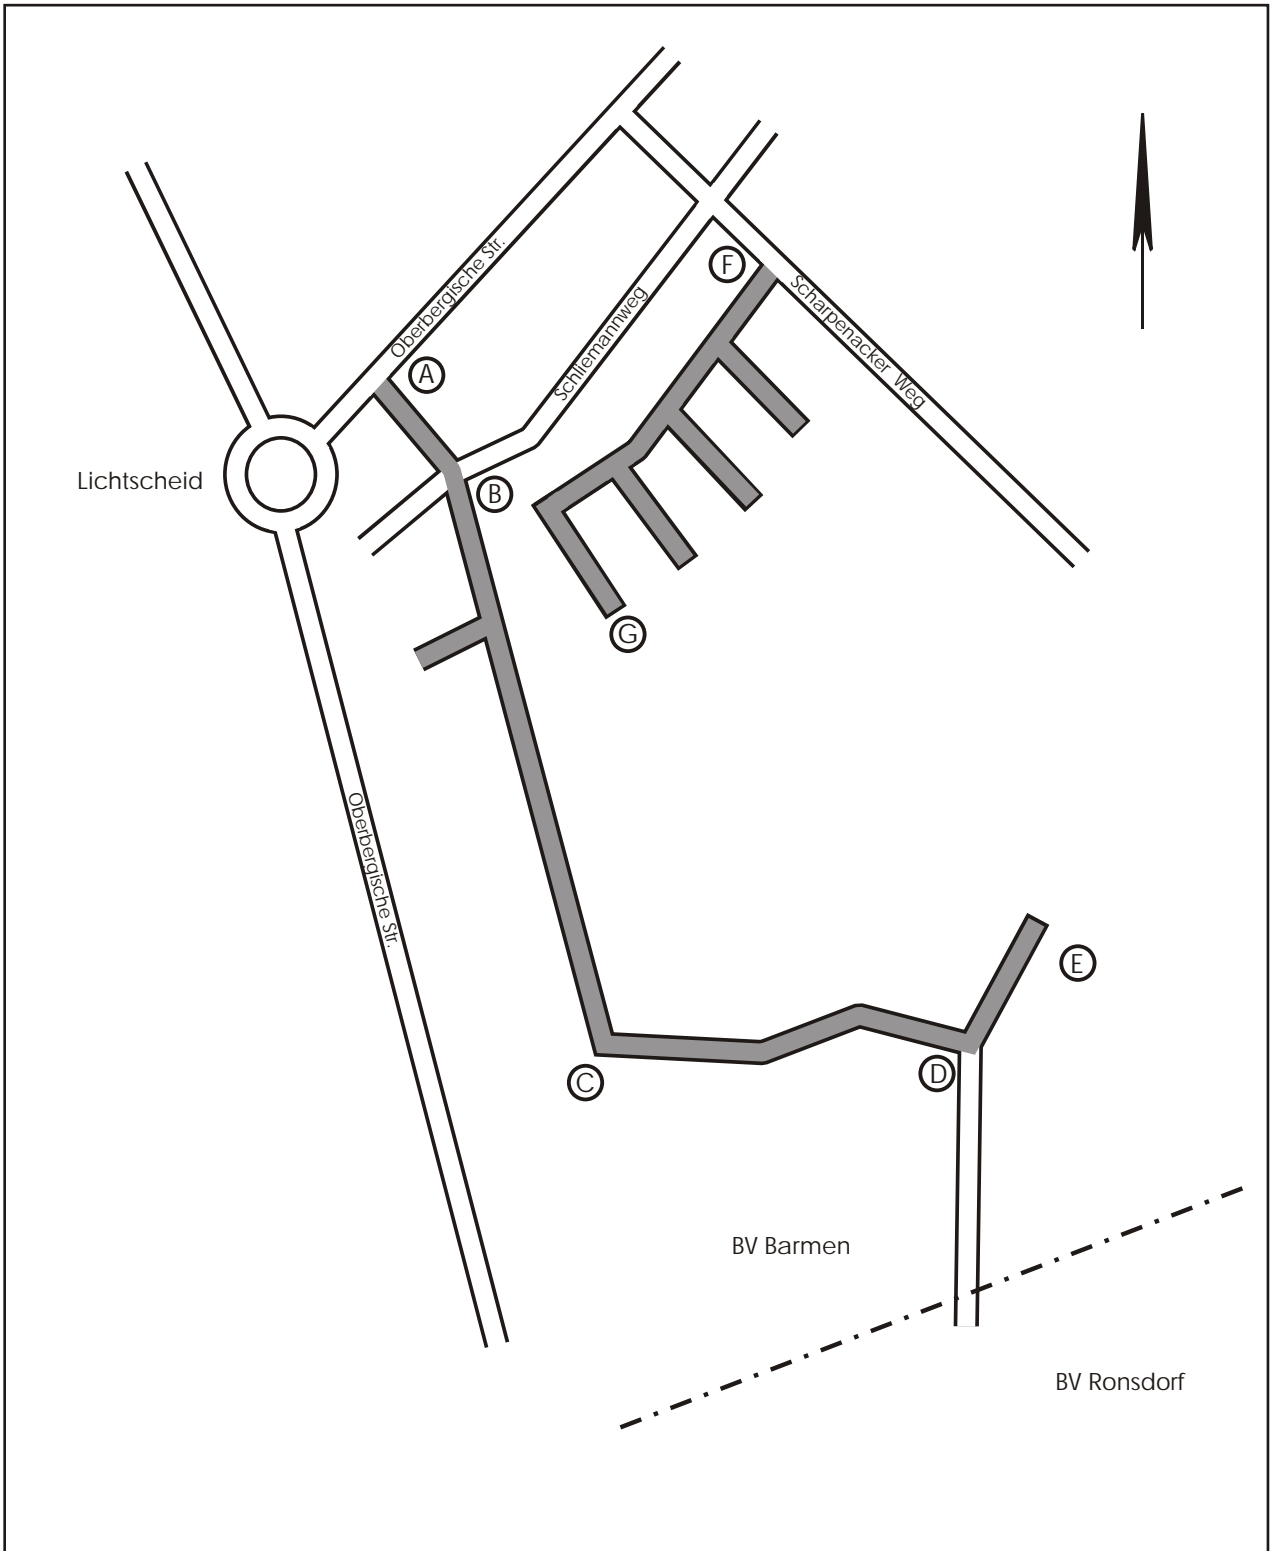 Oberbergische Str.
F
Scharpenacker Weg
Schliemannweg
A
Lichtscheid
B
G
Oberbergische Str.
E
D
C
BV Barmen
BV Ronsdorf